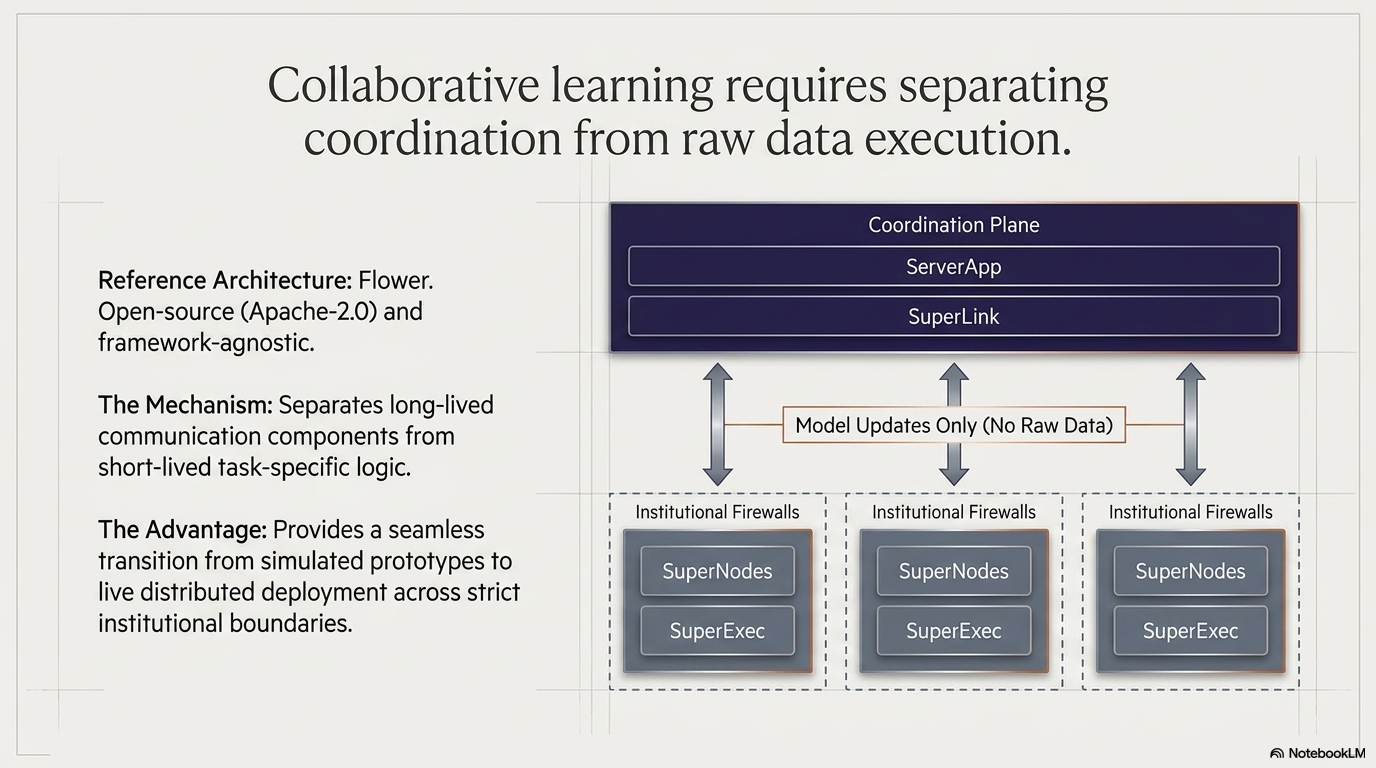 Collaborative learning requires separating
coordination from raw data execution.
Reference Architecture: Flower.
Open-source (Apache-2.0) and
framework-agnostic.
The Mechanism: Separates long-lived
communication components from
short-lived task-specific logic.
The Advantage: Provides a seamless
transition from simulated prototypes to
live distributed deployment across strict
institutional boundaries.
Coordination Plane
ServerApp
SuperLink
Model Updates Only (No Raw Data)
Institutional Firewalls
SuperNodes
SuperExec
Institutional Firewalls
SuperNodes
SuperExec
Institutional Firewalls
SuperNodes
SuperExec
NotebookLM